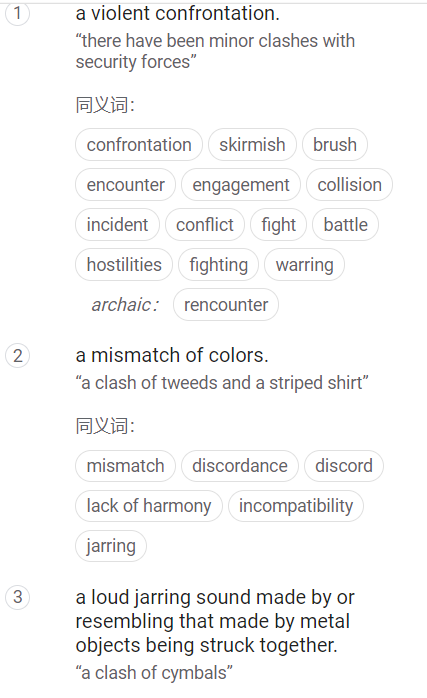 1
a violent confrontation.
“there have been minor clashes with
security forces”
同义词：
confrontation skirmish brush
encounter engagement collision
incident conflict fight battle
hostilities fighting warring
archaic： rencounter
2
a mismatch of colors.
“a clash of tweeds and a striped shirt”
同义词：
mismatch discordance discord
lack of harmony incompatibility
jarring
3
a loud jarring sound made by or
resembling that made by metal
objects being struck together.
“a clash of cymbals”